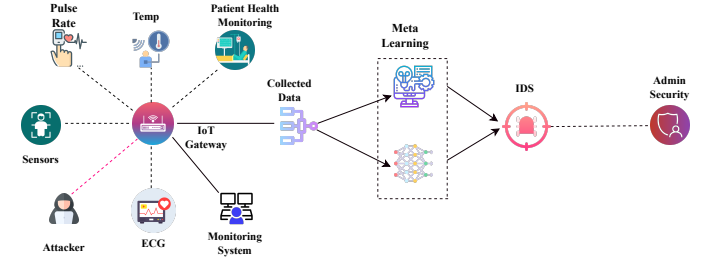 Pulse
Rate
Temp
Patient Health
Monitoring
Meta
Learning
Collected
Data
IDS
Admin
Security
IoT
Gateway
Sensors
Attacker
ECG
Monitoring
System